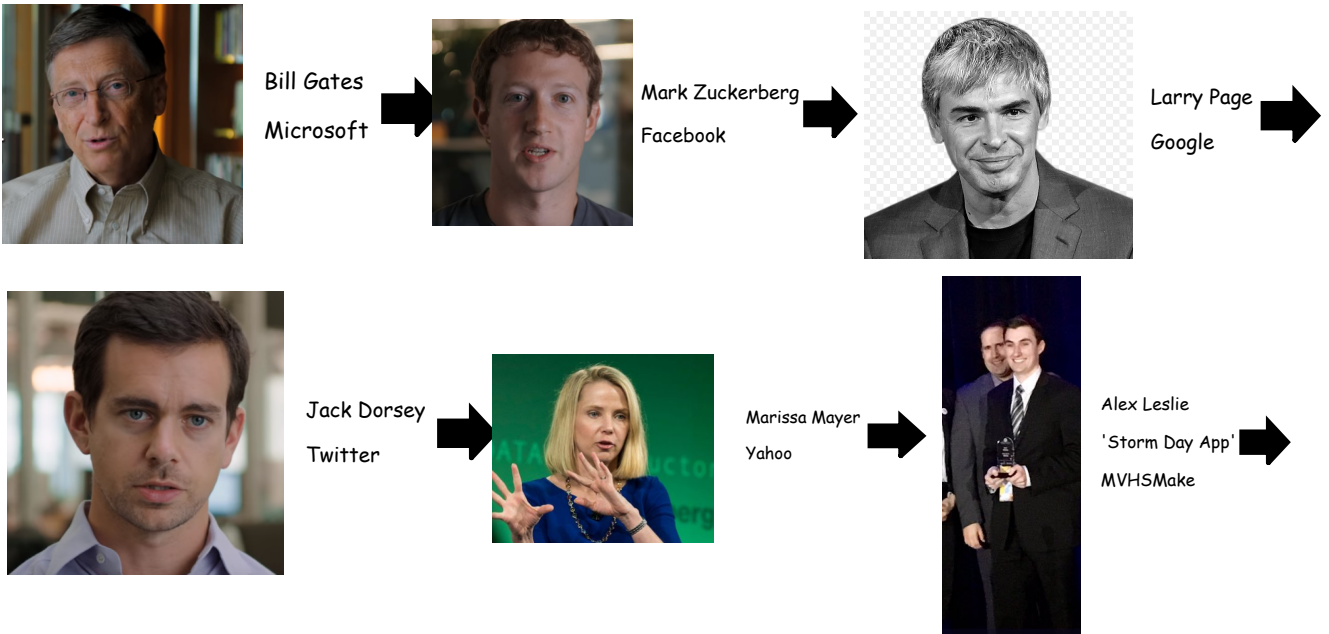 Bill Gates
Microsoft
Mark Zuckerberg
Facebook
Larry Page
Google
Jack Dorsey
Twitter
Marissa Mayer
Yahoo
Alex Leslie
'Storm Day App'
MVHSMake